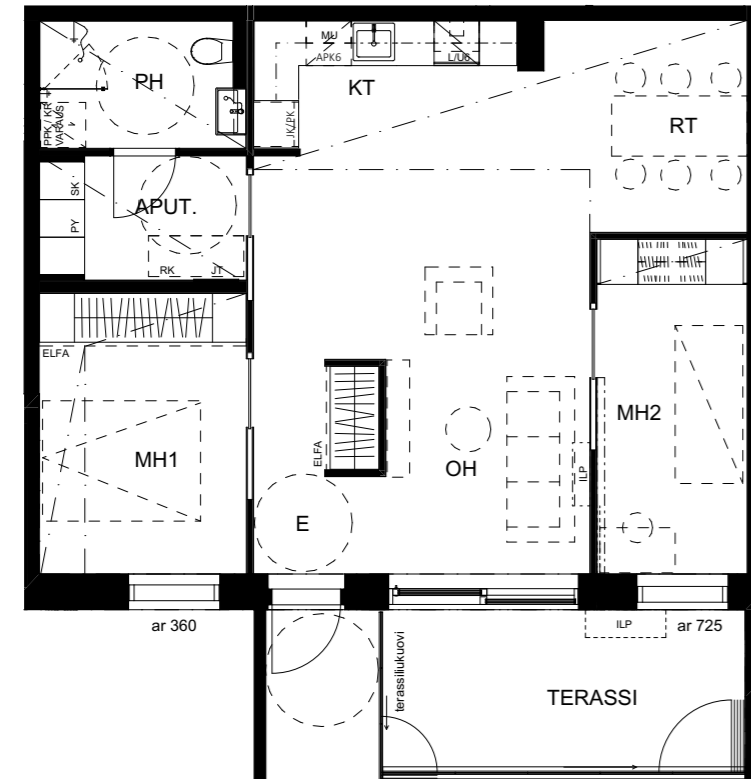 PH
PPK / KR
VARAUS
MU
APK6
L/U6
KT
JK/PK
RT
SK
PY
APUT.
RK
JT
ELFA
MH1
ELFA
E
OH
ILP
MH2
ar 360
ILP
ar 725
terassiliukuovi
TERASSI